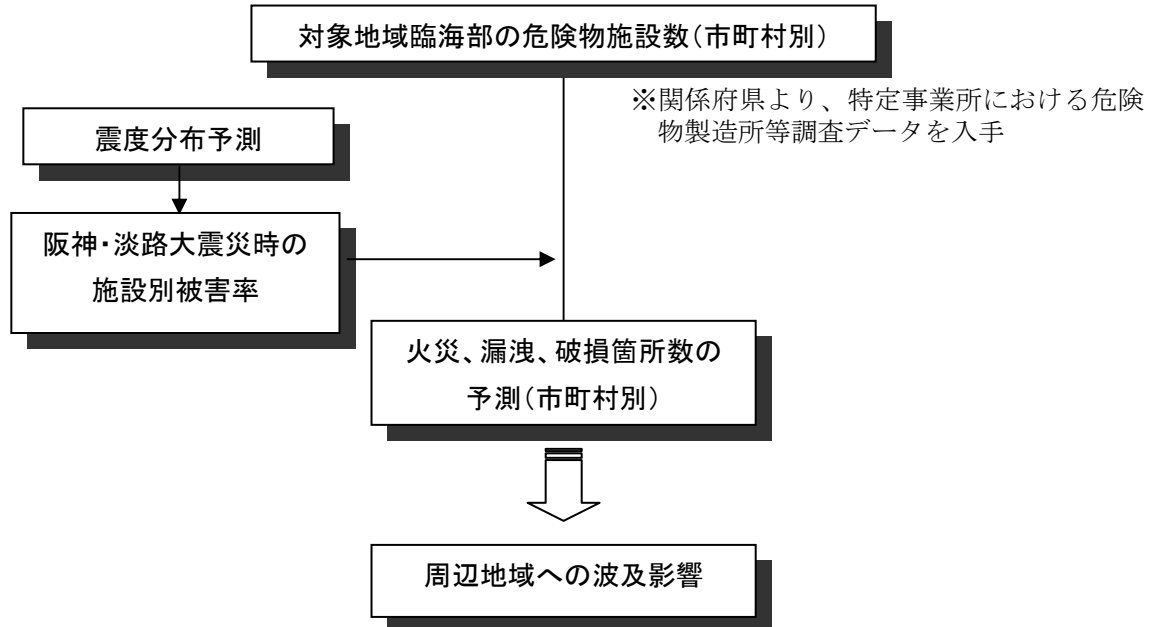 対象地域臨海部の危険物施設数（市町村別）
※関係府県より、特定事業所における危険
物製造所等調査データを入手
震度分布予測
阪神・淡路大震災時の
施設別被害率
火災、漏洩、破損箇所数の
予測（市町村別）
周辺地域への波及影響